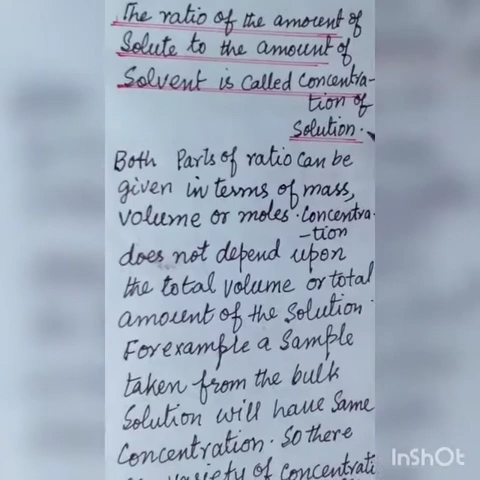 The ratio of the amount of
Solute to the amount of
Solvent is called Concentra-
tion of
Solution.
Both Parts of ratio can be
given in terms of mass,
volume or moles. Concentra-
-tion
does not depend upon
the total volume or total
amount of the Solution.
For example a Sample
taken from the bulk
Solution will have Same
Concentration. So there
variety of concentrati
InShOt